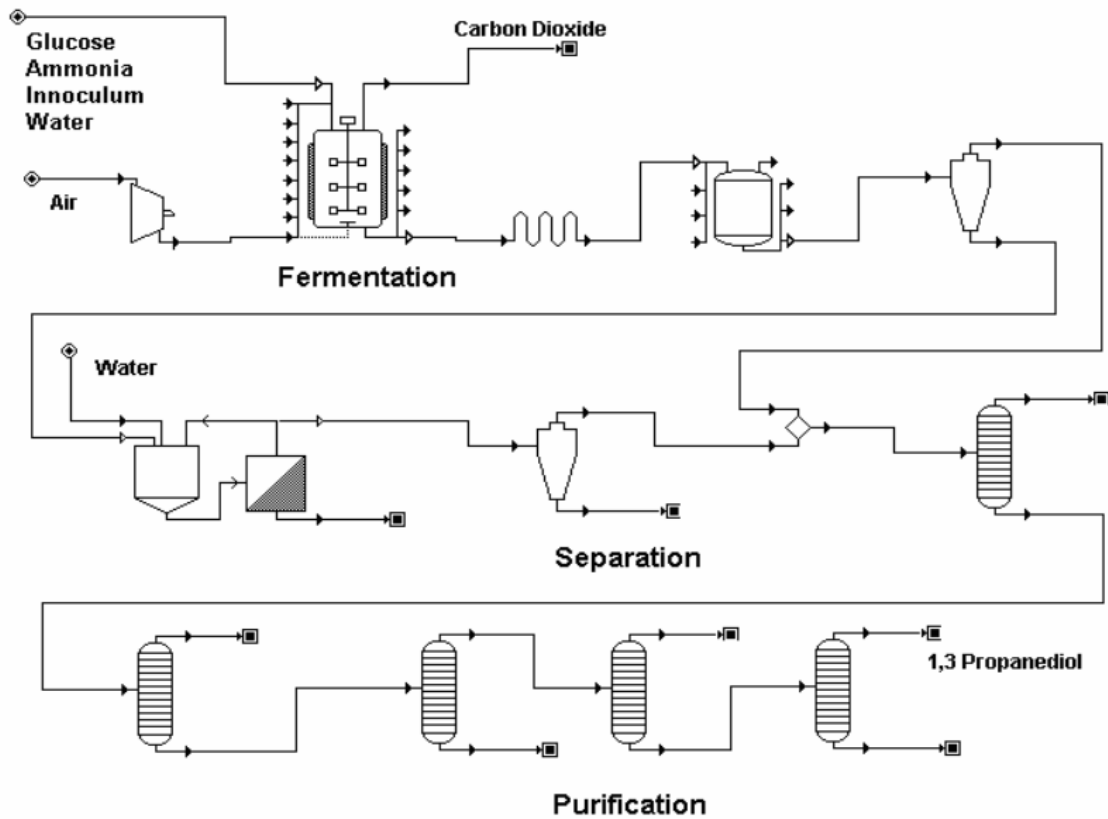 Carbon Dioxide
Glucose
Ammonia
Innoculum
Water
Air
Fermentation
Water
Separation
1,3 Propanediol
Purification